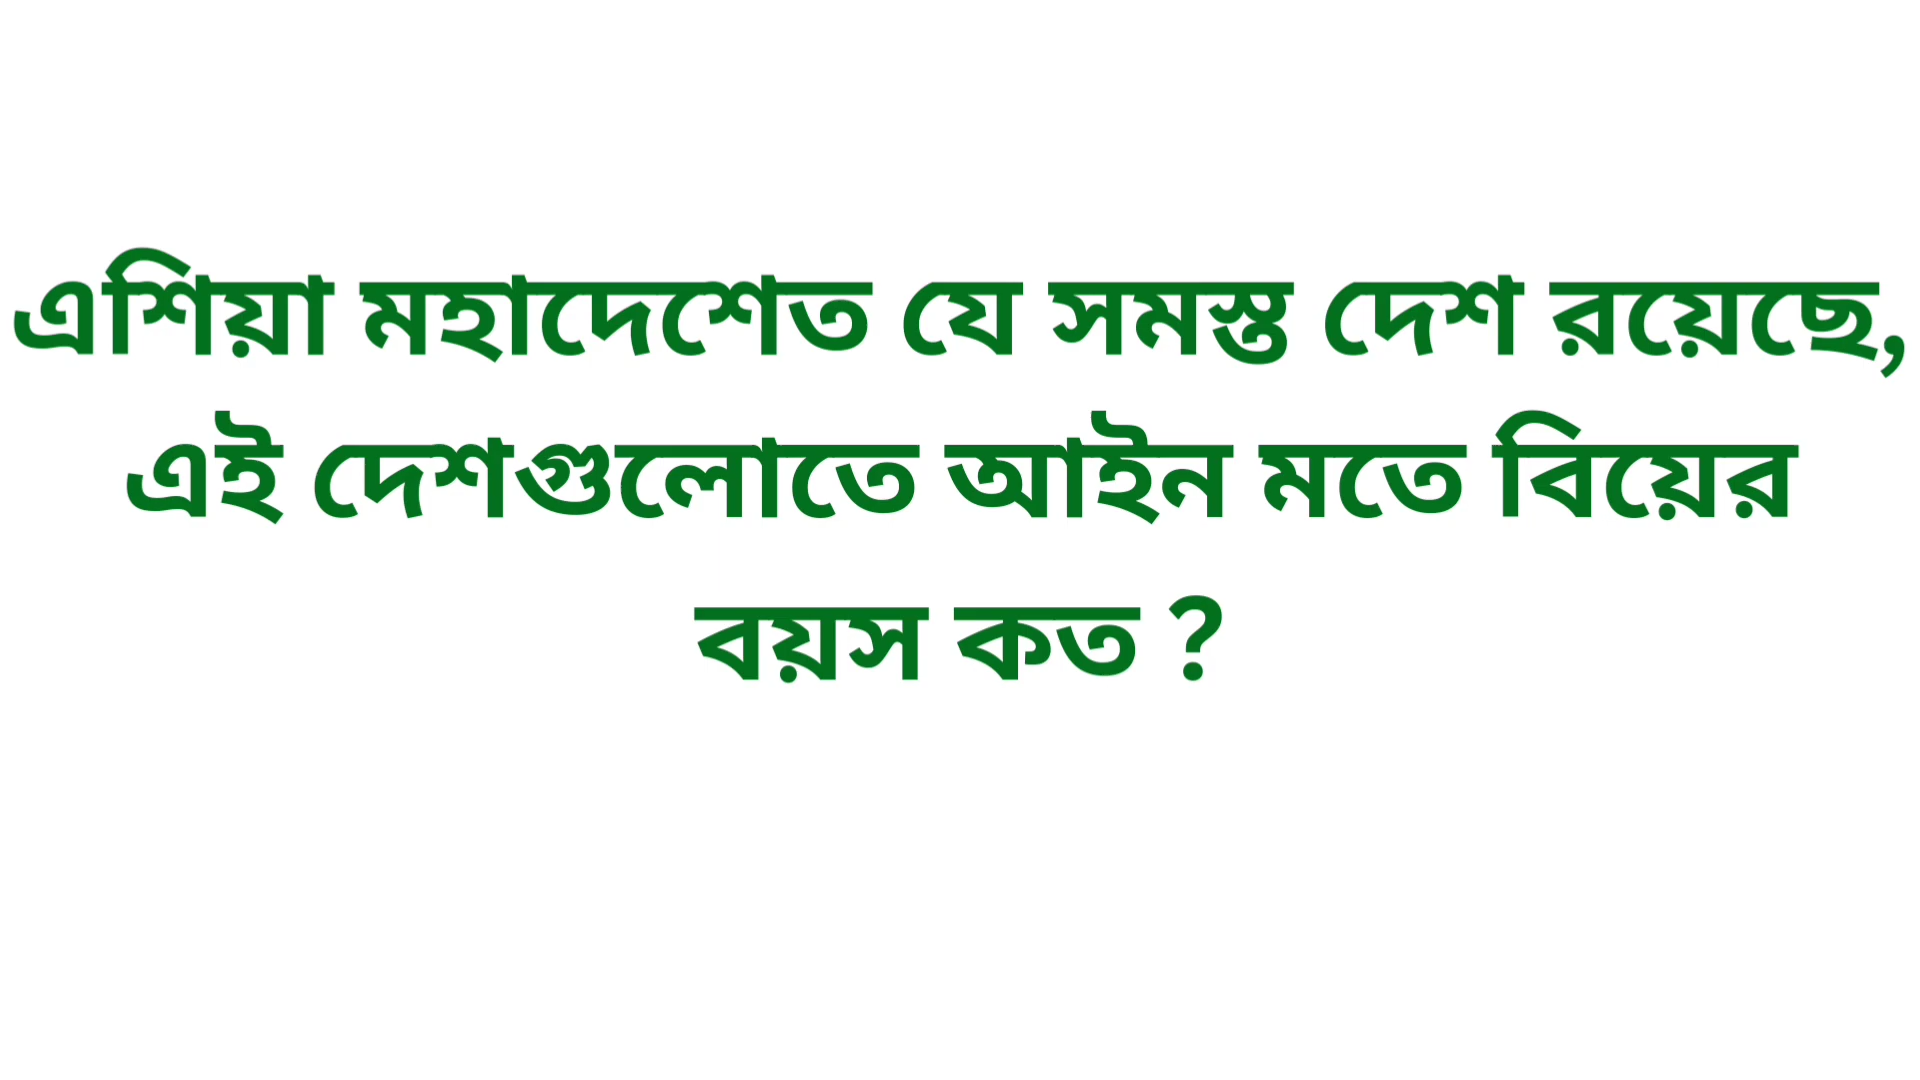 এশিয়া মহাদেশেত যে সমস্ত দেশ রয়েছে,
এই দেশগুলোতে আইন মতে বিয়ের
বয়স কত ?